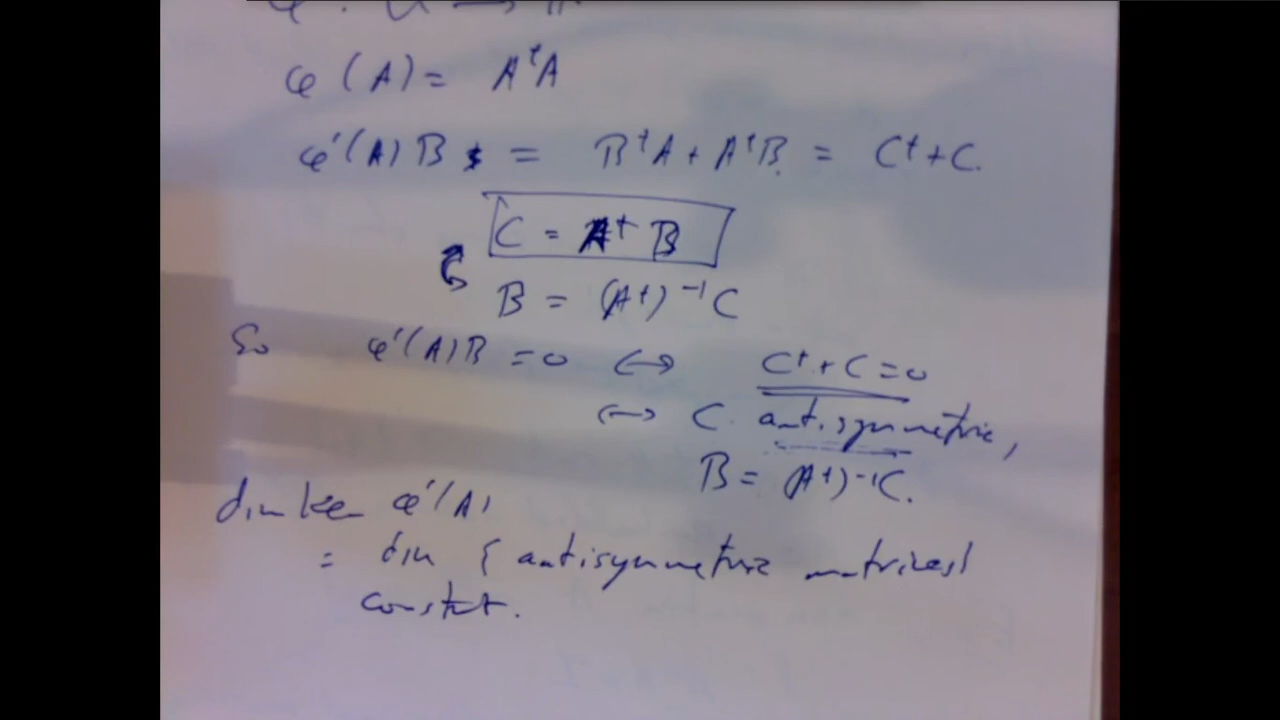 φ(A) = AᵗA
φ'(A)B = BᵗA + AᵗB = Cᵗ + C.
C = Aᵗ B
B = (Aᵗ)⁻¹C
So φ'(A)B = 0 ↔ Cᵗ + C = 0
↔ C antisymmetric,
B = (Aᵗ)⁻¹C.
dim ker φ'(A)
= dim { antisymmetric matrices}
constant.